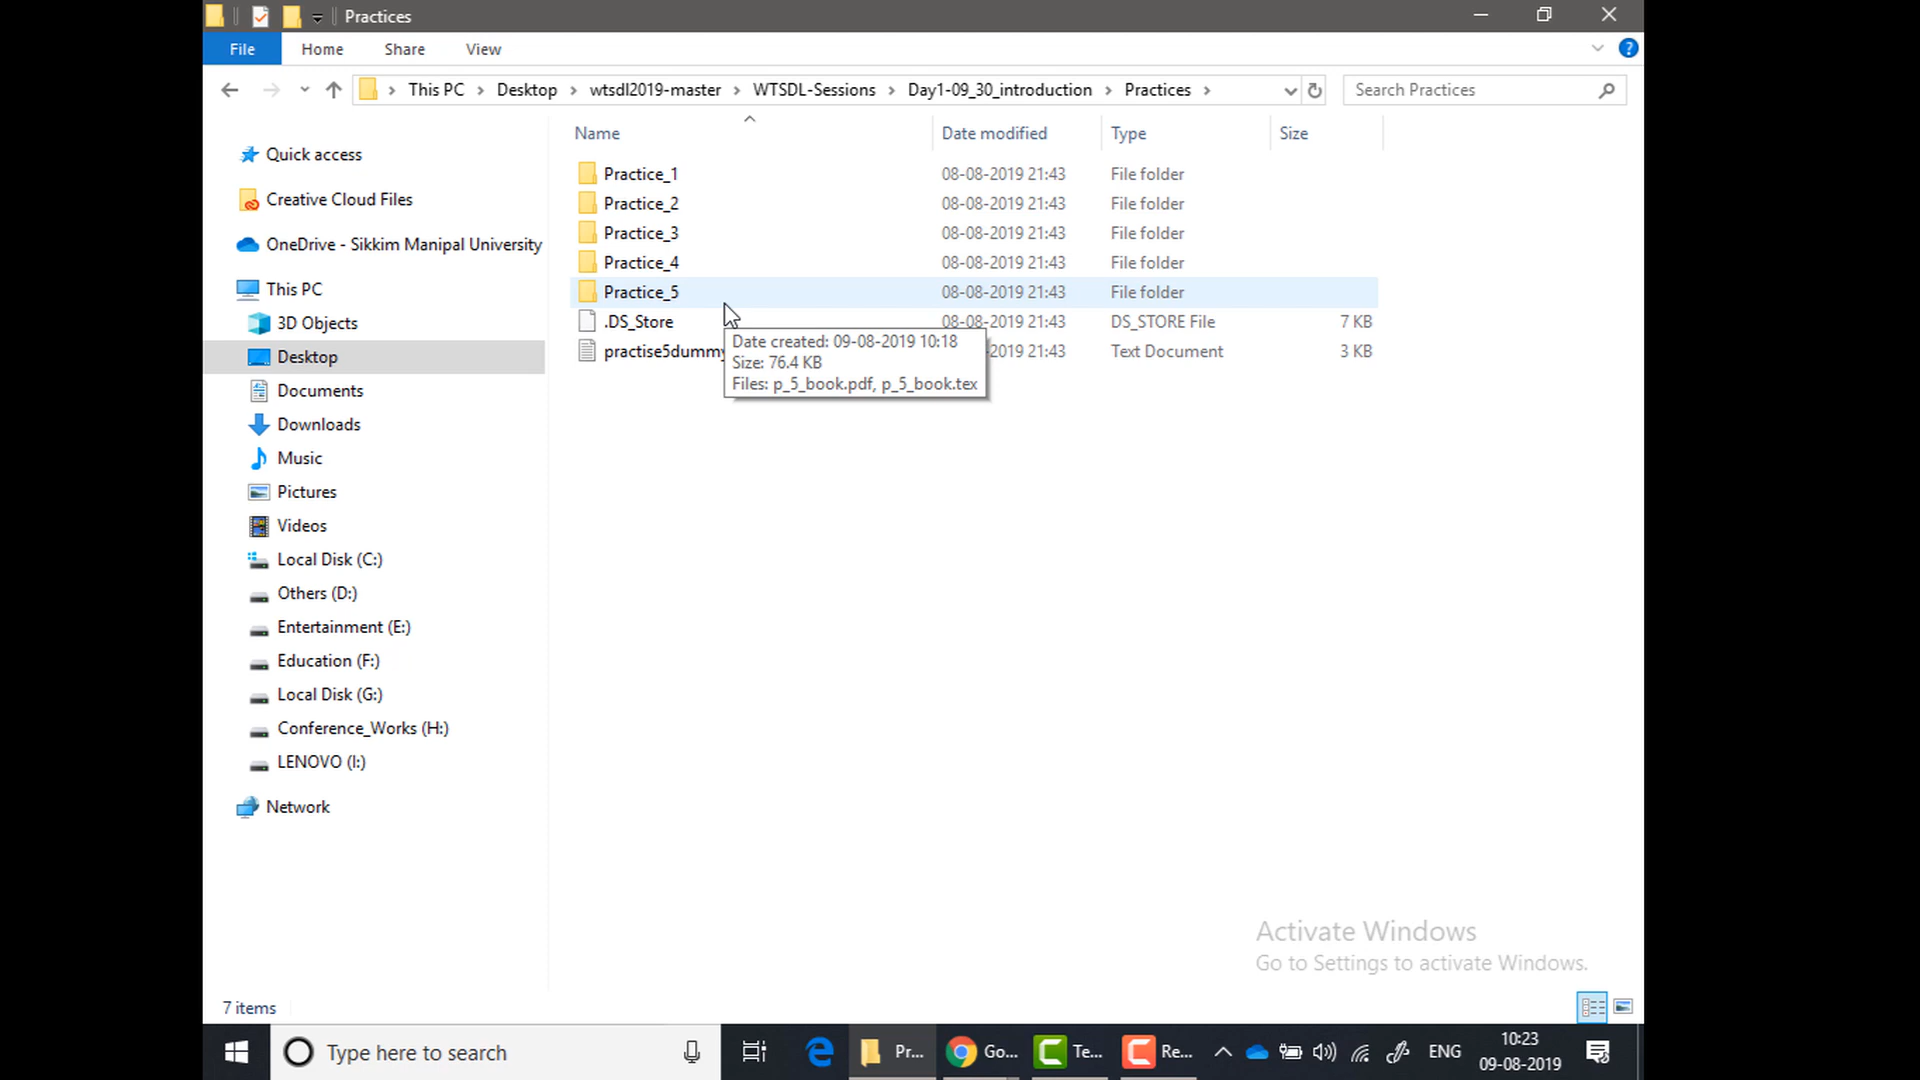 Practices
File Home Share View
This PC Desktop wtsdl2019-master WTSDL-Sessions Day1-09_30_introduction Practices
Search Practices
Name Date modified Type Size
Quick access
Creative Cloud Files
OneDrive - Sikkim Manipal University
This PC
3D Objects
Desktop
Documents
Downloads
Music
Pictures
Videos
Local Disk (C:)
Others (D:)
Entertainment (E:)
Education (F:)
Local Disk (G:)
Conference_Works (H:)
LENOVO (I:)
Network
Practice_1 08-08-2019 21:43 File folder
Practice_2 08-08-2019 21:43 File folder
Practice_3 08-08-2019 21:43 File folder
Practice_4 08-08-2019 21:43 File folder
Practice_5 08-08-2019 21:43 File folder
.DS_Store 08-08-2019 21:43 DS_STORE File 7 KB
practise5dummy 08-2019 21:43 Text Document 3 KB
Date created: 09-08-2019 10:18
Size: 76.4 KB
Files: p_5_book.pdf, p_5_book.tex
Activate Windows
Go to Settings to activate Windows.
7 items
Type here to search
Pr...
Go...
Te...
Re...
ENG
10:23
09-08-2019